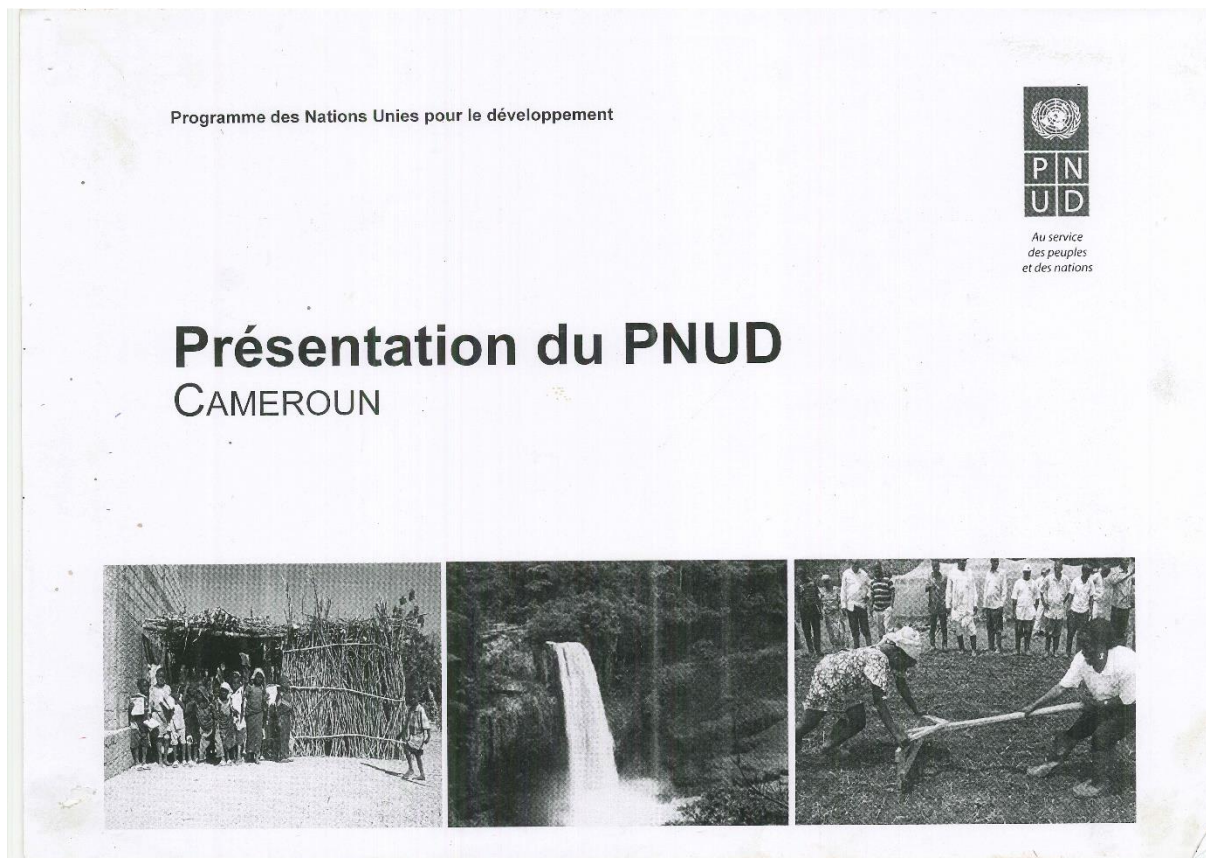 Programme des Nations Unies pour le développement
P N
U D
Au service
des peuples
et des nations
Présentation du PNUD
CAMEROUN